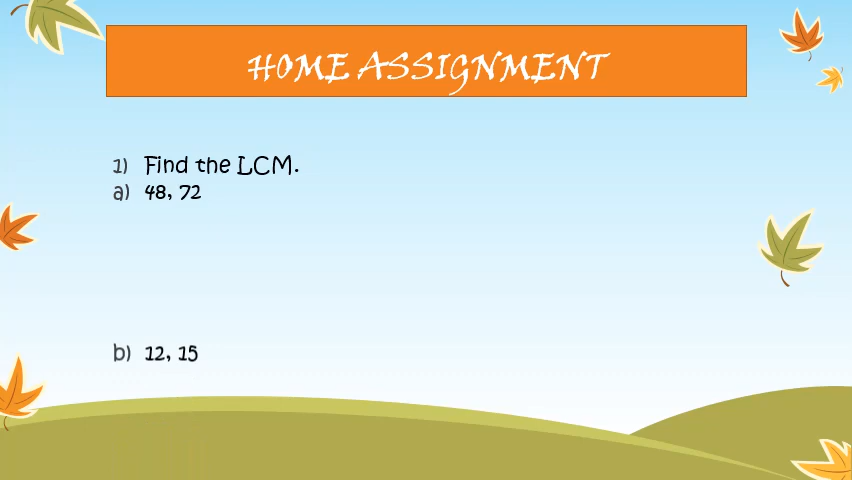 HOME ASSIGNMENT
1) Find the LCM.
a) 48, 72
b) 12, 15